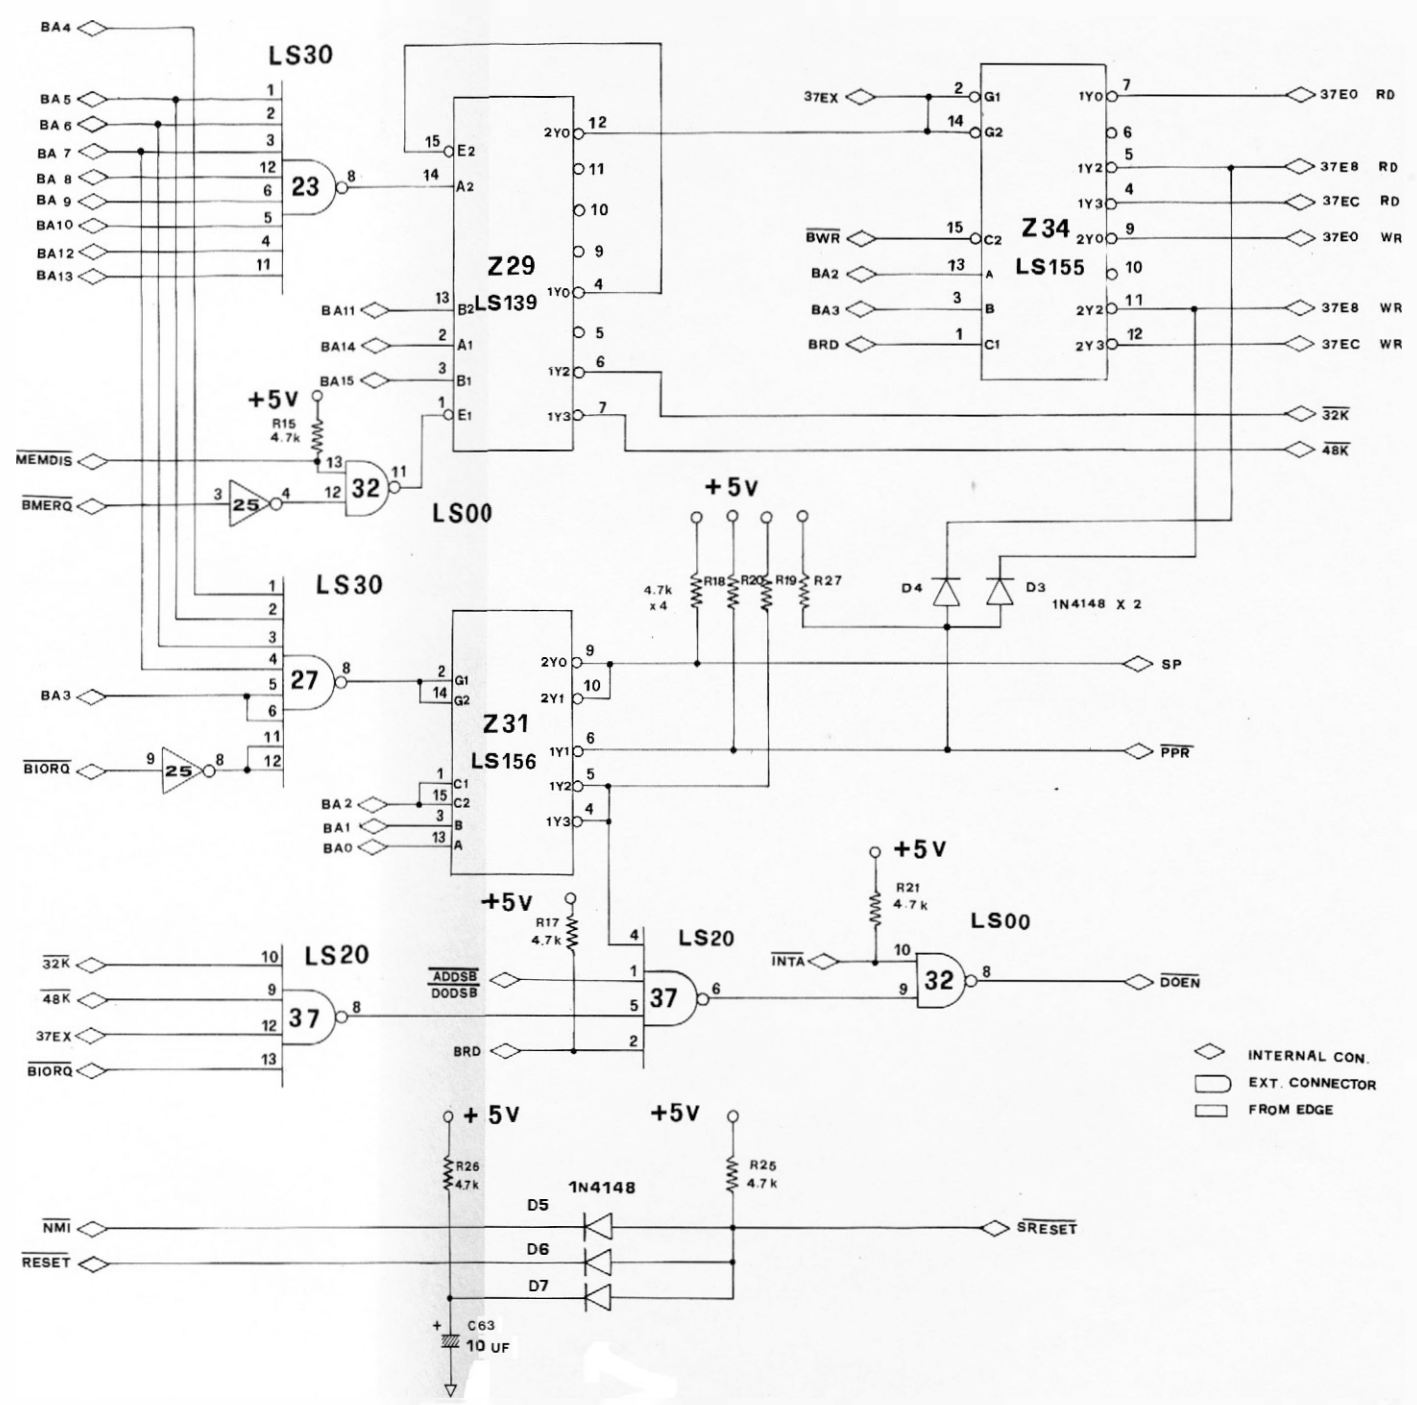 BA4
LS30
BA5
1
BA6
2
BA7
3
BA8
12
BA9
6
BA10
5
BA12
4
BA13
11
23
8
15
E2
14
A2
2Y0
12
11
10
9
1Y0
4
5
1Y2
6
1Y3
7
Z29
LS139
BA11
13
B2
BA14
2
A1
BA15
3
B1
1
E1
+5V
R15
4.7k
MEMDIS
13
BMERQ
3
25
4
12
32
11
LS00
37EX
2
G1
14
G2
BWR
15
C2
BA2
13
A
BA3
3
B
BRD
1
C1
Z34
LS155
1Y0
7
37E0 RD
6
1Y2
5
37E8 RD
1Y3
4
37EC RD
2Y0
9
37E0 WR
10
2Y2
11
37E8 WR
2Y3
12
37EC WR
32K
48K
LS30
1
2
3
4
BA3
5
6
11
12
27
8
BIORQ
9
25
8
2
G1
14
G2
Z31
LS156
BA2
1
C1
15
C2
BA1
3
B
BA0
13
A
2Y0
9
2Y1
10
1Y1
6
1Y2
5
1Y3
4
+5V
4.7k
x4
R18
R20
R19
R27
D4
D3
1N4148 X 2
SP
PPR
32K
10
LS20
48K
9
37EX
12
BIORQ
13
37
8
+5V
R17
4.7k
ADDSB
DODSB
4
1
5
BRD
2
LS20
37
6
+5V
R21
4.7k
LS00
INTA
10
9
32
8
DOEN
INTERNAL CON.
EXT. CONNECTOR
FROM EDGE
+5V
R26
4.7k
+5V
R25
4.7k
1N4148
NMI
D5
SRESET
RESET
D6
D7
+
C63
10 UF